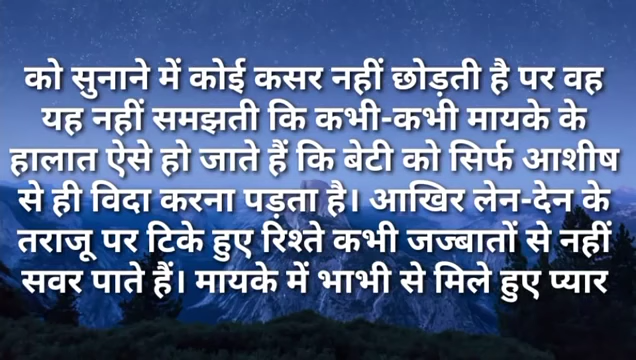 को सुनाने में कोई कसर नहीं छोड़ती है पर वह
यह नहीं समझती कि कभी-कभी मायके के
हालात ऐसे हो जाते हैं कि बेटी को सिर्फ आशीष
से ही विदा करना पड़ता है। आखिर लेन-देन के
तराजू पर टिके हुए रिश्ते कभी जज्बातों से नहीं
सवर पाते हैं। मायके में भाभी से मिले हुए प्यार